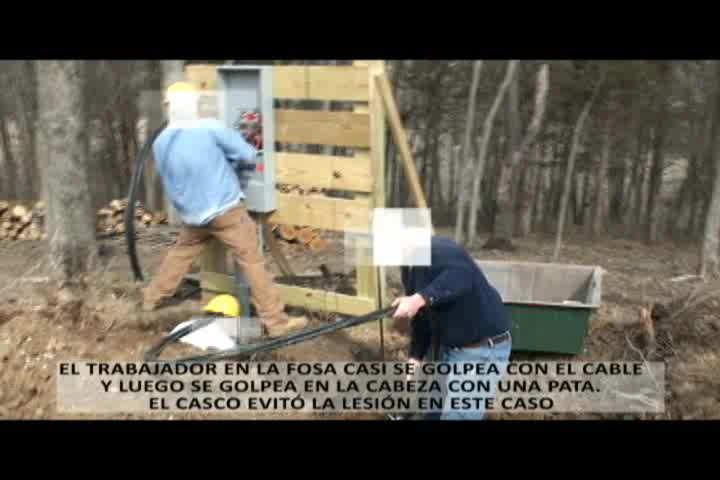 EL TRABAJADOR EN LA FOSA CASI SE GOLPEA CON EL CABLE
Y LUEGO SE GOLPEA EN LA CABEZA CON UNA PATA.
EL CASCO EVITÓ LA LESIÓN EN ESTE CASO